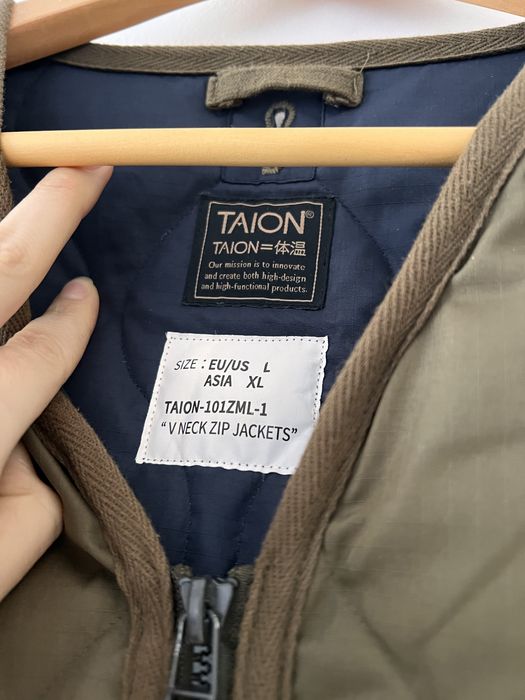 TAION®
TAION=体温
Our mission is to innovate
and create both high-design
and high-functional products.
SIZE : EU/US L
ASIA XL
TAION-101ZML-1
“V NECK ZIP JACKETS”